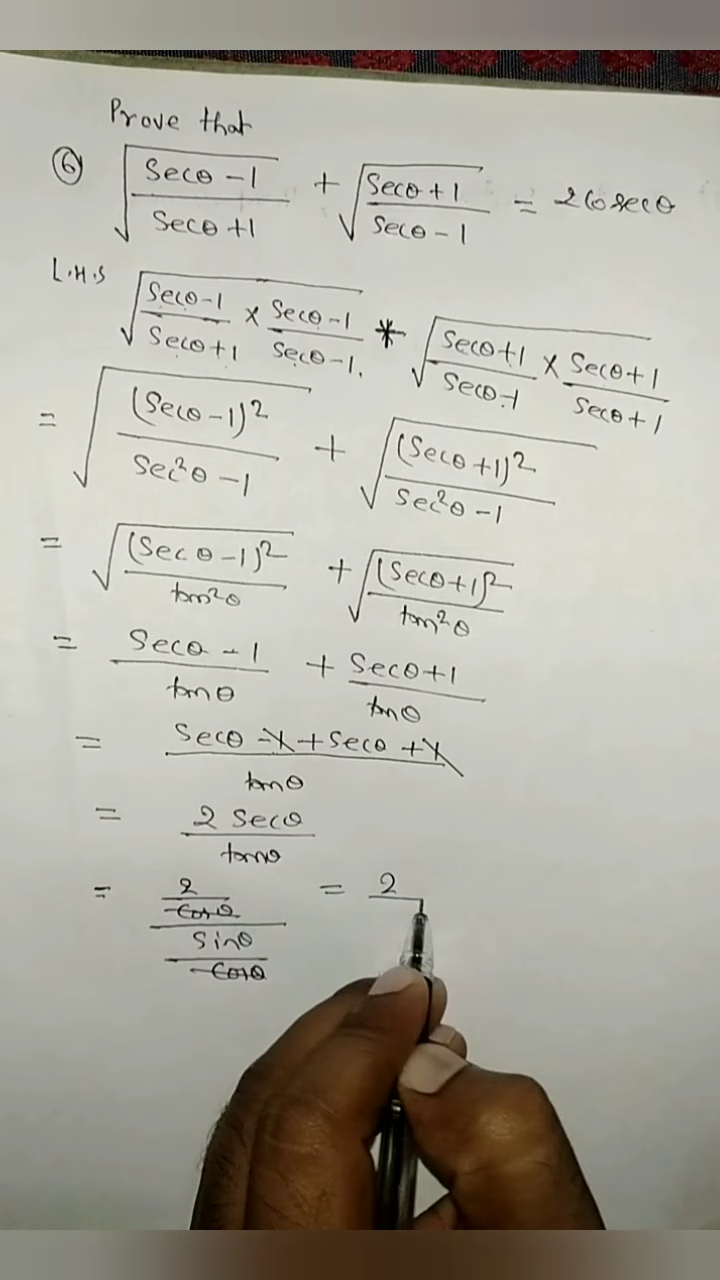 Prove that
⑥ √((Secθ -1)/(Secθ +1)) + √((Secθ +1)/(Secθ -1)) = 2Cosecθ
L.H.S √((Secθ-1)/(Secθ+1) × (Secθ-1)/(Secθ-1.)) * √((Secθ+1)/(Secθ-1) × (Secθ+1)/(Secθ+1))
= √((Secθ-1)²/(Sec²θ -1)) + √((Secθ+1)²/(Sec²θ -1))
= √((Secθ-1)²/tan²θ) + √((Secθ+1)²/tan²θ)
= (Secθ -1)/tanθ + (Secθ+1)/tanθ
= (Secθ -1 + Secθ +1)/tanθ
= 2 Secθ/tanθ
= (2/cosθ)/(sinθ/cosθ) = 2